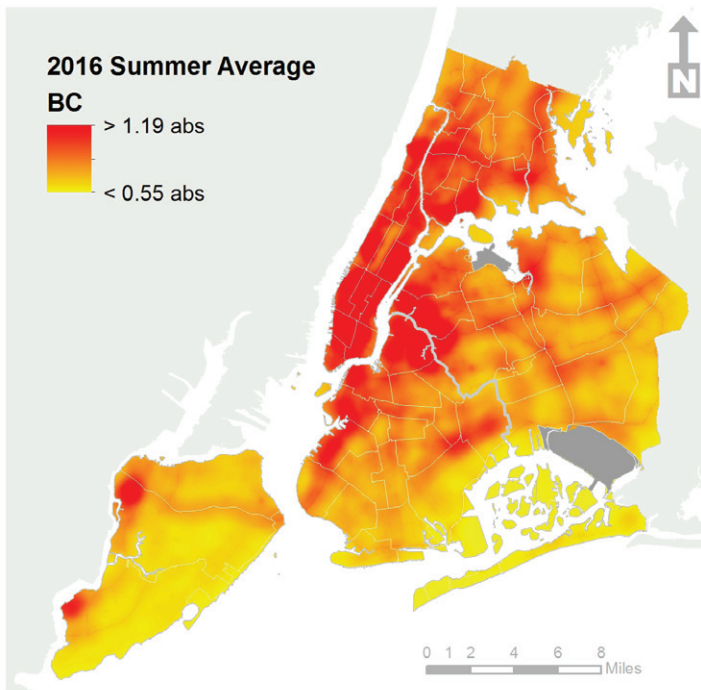 2016 Summer Average
BC
> 1.19 abs
< 0.55 abs
N
0 1 2 4 6 8
Miles